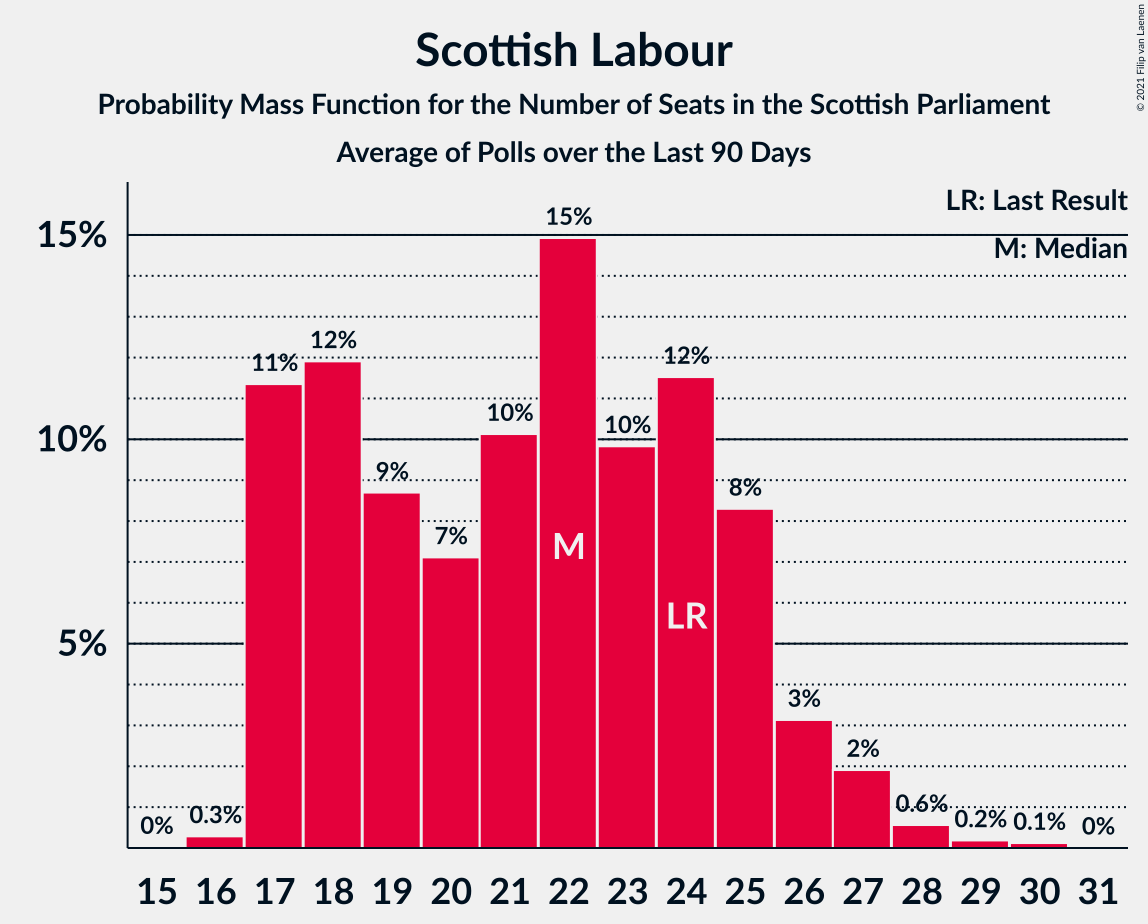 Scottish Labour
Probability Mass Function for the Number of Seats in the Scottish Parliament
Average of Polls over the Last 90 Days
© 2021 Filip van Laenen
LR: Last Result
M: Median
15%
10%
5%
0%
0.3%
11%
12%
9%
7%
10%
15%
10%
12%
8%
3%
2%
0.6%
0.2%
0.1%
0%
M
LR
15 16 17 18 19 20 21 22 23 24 25 26 27 28 29 30 31